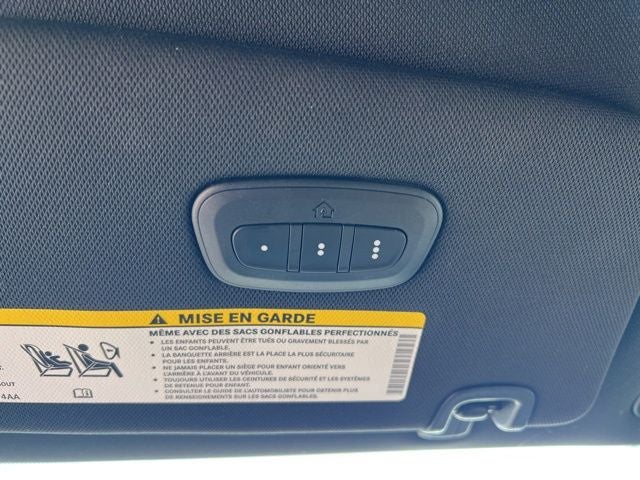 MISE EN GARDE
MÊME AVEC DES SACS GONFLABLES PERFECTIONNÉS
• LES ENFANTS PEUVENT ÊTRE TUÉS OU GRAVEMENT BLESSÉS PAR
UN SAC GONFLABLE.
• LA BANQUETTE ARRIÈRE EST LA PLACE LA PLUS SÉCURITAIRE
POUR LES ENFANTS.
• NE JAMAIS PLACER UN SIÈGE POUR ENFANT ORIENTÉ VERS
L'ARRIÈRE À L'AVANT DU VÉHICULE.
• TOUJOURS UTILISER LES CEINTURES DE SÉCURITÉ ET LES SYSTÈMES
DE RETENUE POUR ENFANT.
• CONSULTER LE GUIDE DE L'AUTOMOBILISTE POUR OBTENIR PLUS
DE RENSEIGNEMENTS SUR LES SACS GONFLABLES.
OUT
4AA